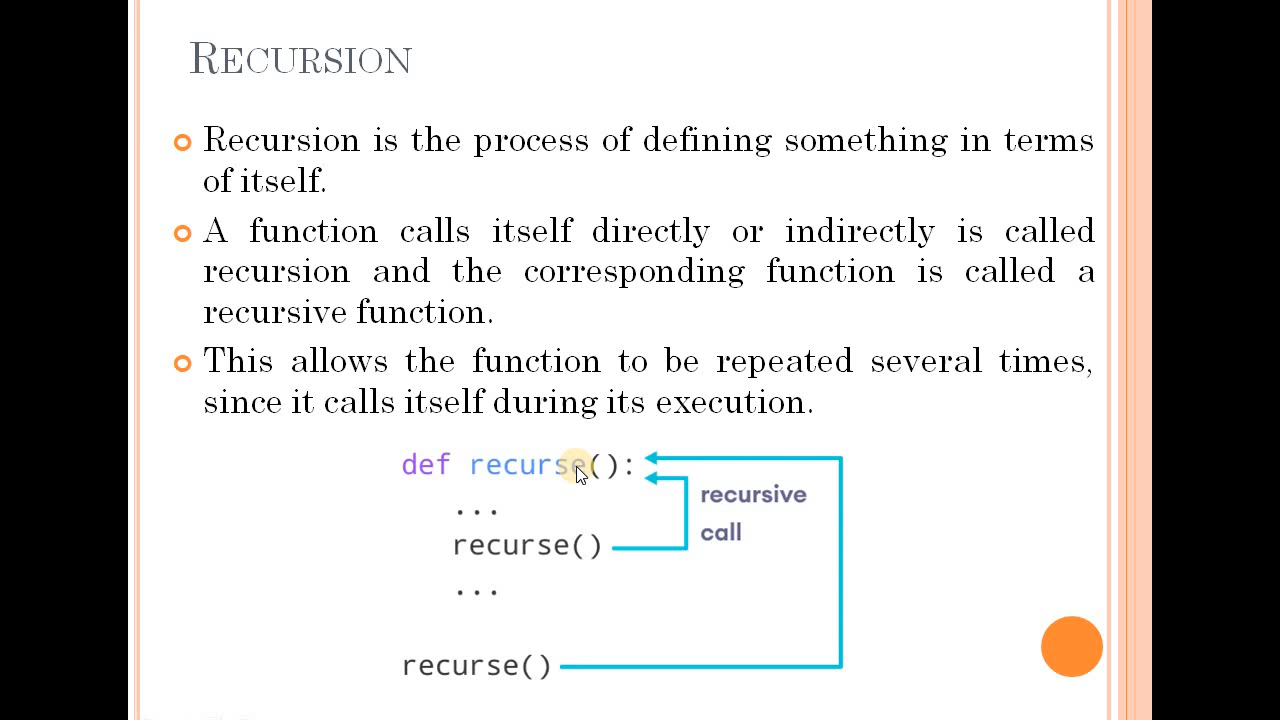 RECURSION
Recursion is the process of defining something in terms
of itself.
A function calls itself directly or indirectly is called
recursion and the corresponding function is called a
recursive function.
This allows the function to be repeated several times,
since it calls itself during its execution.
def recurse():
...
recurse()
...
recurse()
recursive
call